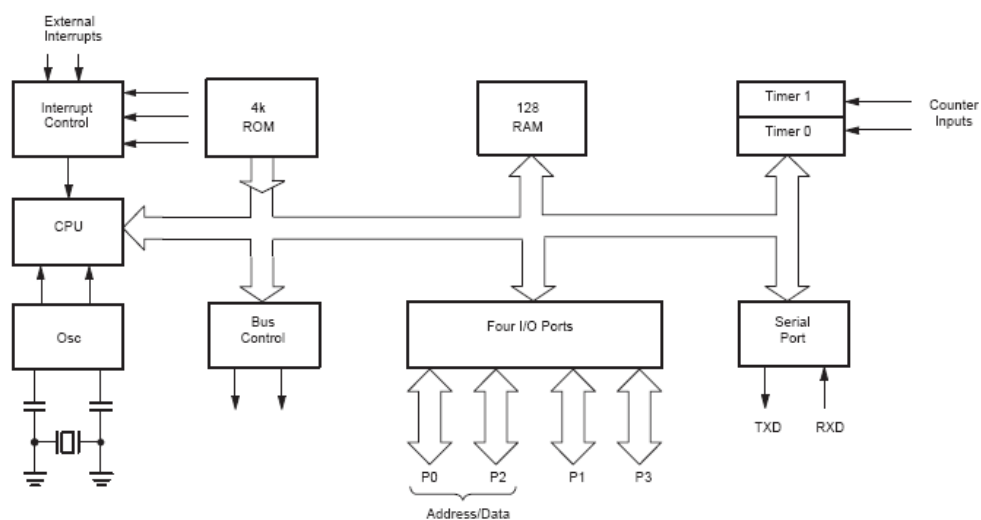 External
Interrupts
Interrupt
Control
4k
ROM
128
RAM
Timer 1
Timer 0
Counter
Inputs
CPU
Osc
Bus
Control
Four I/O Ports
Serial
Port
TXD
RXD
P0
P2
P1
P3
Address/Data